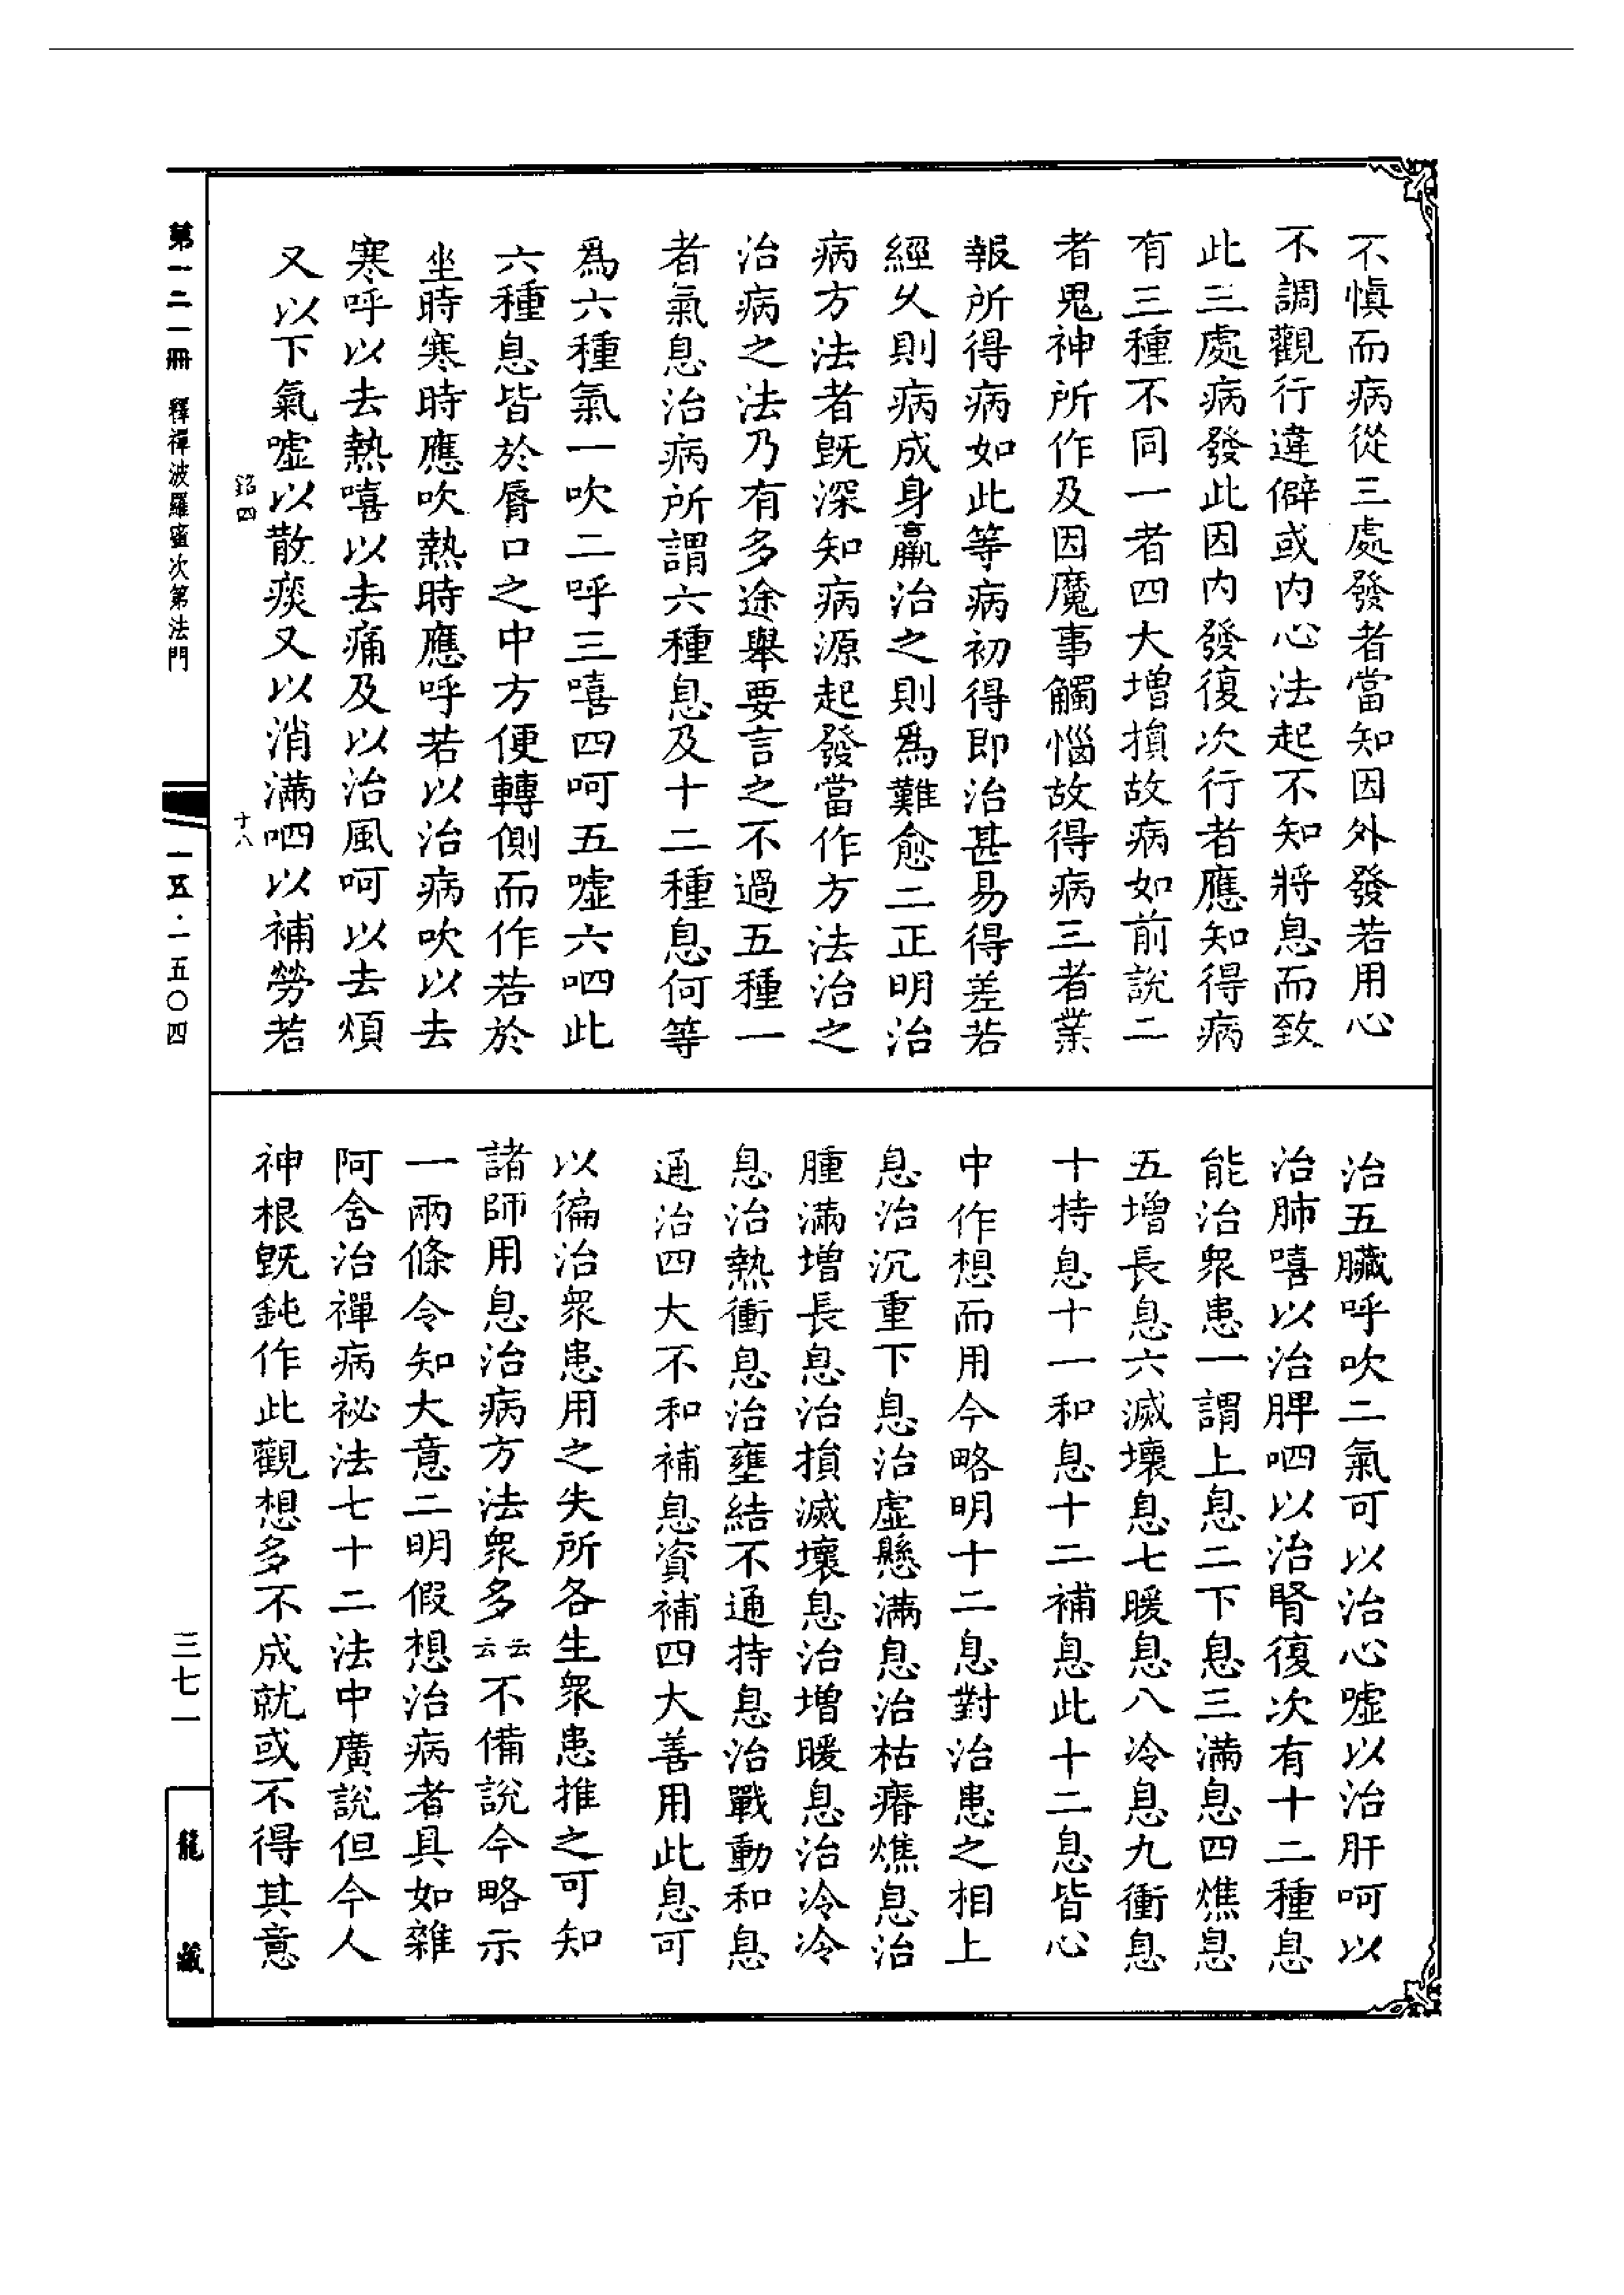 不慎而病從三處發者當知因外發若用心
不調觀行違僻或内心法起不知將息而致
此三處病發此因内發復次行者應知得病
有三種不同一者四大增損故病如前説二
者鬼神所作及因魔事觸惱故得病三者業
報所得病如此等病初得即治甚易得差若
經久則病成身羸治之則爲難愈二正明治
病方法者既深知病源起發當作方法治之
治病之法乃有多途舉要言之不過五種一
者氣息治病所謂六種息及十二種息何等
爲六種氣一吹二呼三嘻四呵五噓六呬此
六種息皆於脣口之中方便轉側而作若於
坐時寒時應吹熱時應呼若以治病吹以去
寒呼以去熱嘻以去痛及以治風呵以去煩
又以下氣噓以散痰又以消滿呬以補勞若
銘四
十八
治五臟呼吹二氣可以治心噓以治肝呵以
治肺嘻以治脾呬以治腎復次有十二種息
能治衆患一謂上息二下息三滿息四燋息
五增長息六滅壞息七暖息八冷息九衝息
十持息十一和息十二補息此十二息皆心
中作想而用今略明十二息對治患之相上
息治沉重下息治虛懸滿息治枯瘠燋息治
腫滿增長息治損滅壞息治增暖息治冷冷
息治熱衝息治壅結不通持息治戰動和息
通治四大不和補息資補四大善用此息可
以徧治衆患用之失所各生衆患推之可知
諸師用息治病方法衆多云云不備説今略示
一兩條令知大意二明假想治病者具如雜
阿含治禪病祕法七十二法中廣説但今人
神根既鈍作此觀想多不成就或不得其意
第一二一冊 釋禪波羅蜜次第法門
一五·一五〇四
三七一
龍藏